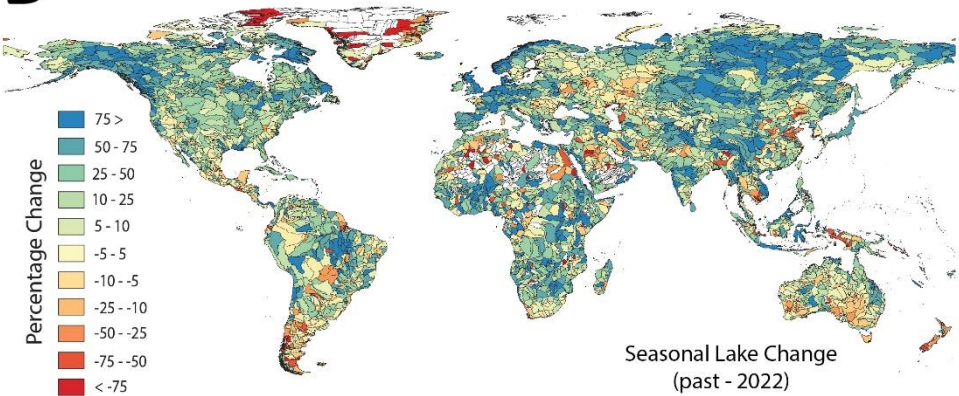 Percentage Change
75 >
50 - 75
25 - 50
10 - 25
5 - 10
-5 - 5
-10 - -5
-25 - -10
-50 - -25
-75 - -50
< -75
Seasonal Lake Change
(past - 2022)